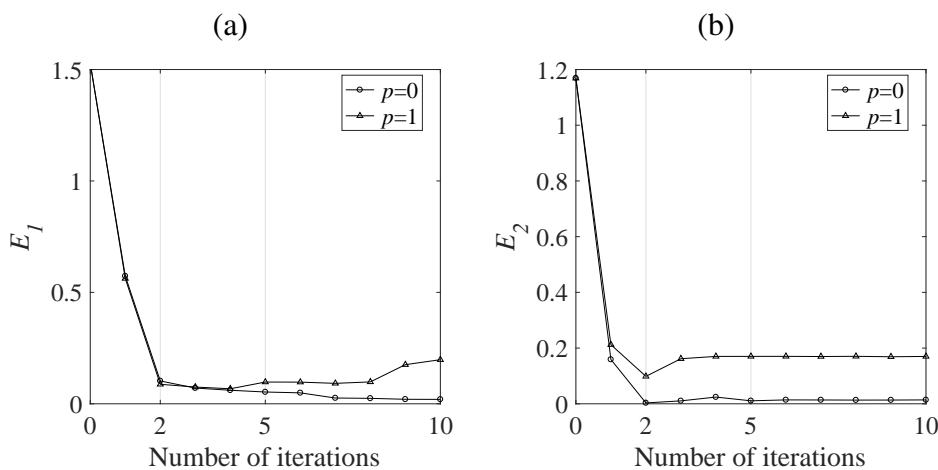 (a)
1.5
1
0.5
0
E1
0
2
5
10
Number of iterations
p=0
p=1
(b)
1.2
1
0.8
0.6
0.4
0.2
0
E2
0
2
5
10
Number of iterations
p=0
p=1